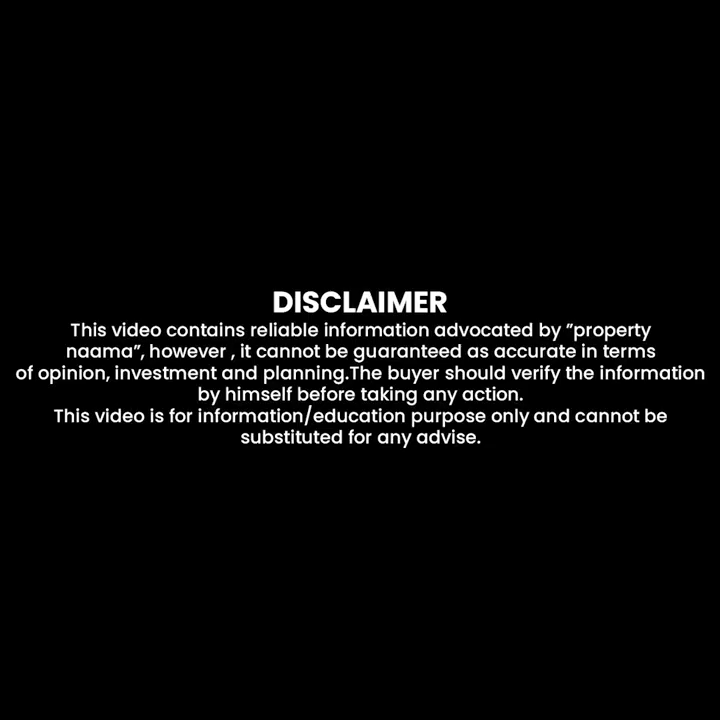 DISCLAIMER
This video contains reliable information advocated by ”property
naama”, however , it cannot be guaranteed as accurate in terms
of opinion, investment and planning.The buyer should verify the information
by himself before taking any action.
This video is for information/education purpose only and cannot be
substituted for any advise.